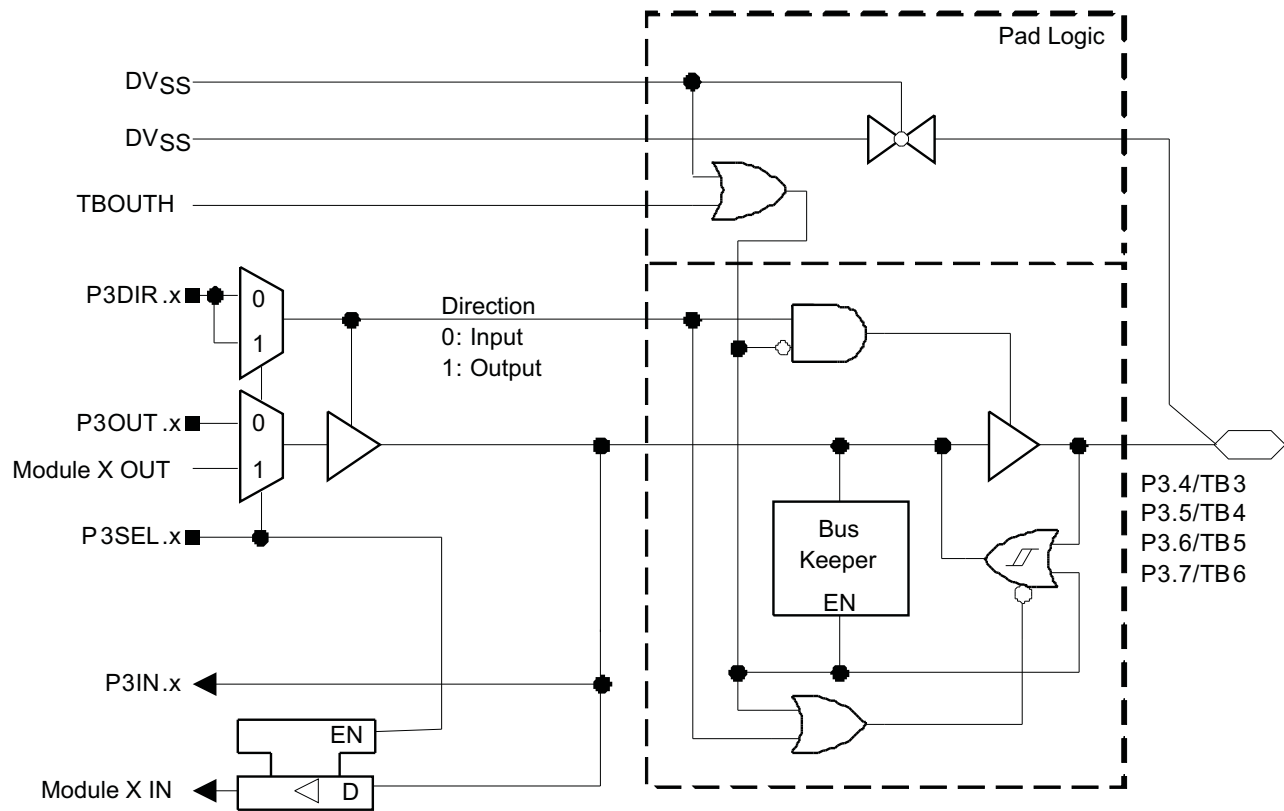 Pad Logic
DVSS
DVSS
TBOUTH
P3DIR.x
0
1
Direction
0: Input
1: Output
P3OUT.x
0
Module X OUT
1
P3SEL.x
Bus
Keeper
EN
P3.4/TB3
P3.5/TB4
P3.6/TB5
P3.7/TB6
P3IN.x
EN
Module X IN
D